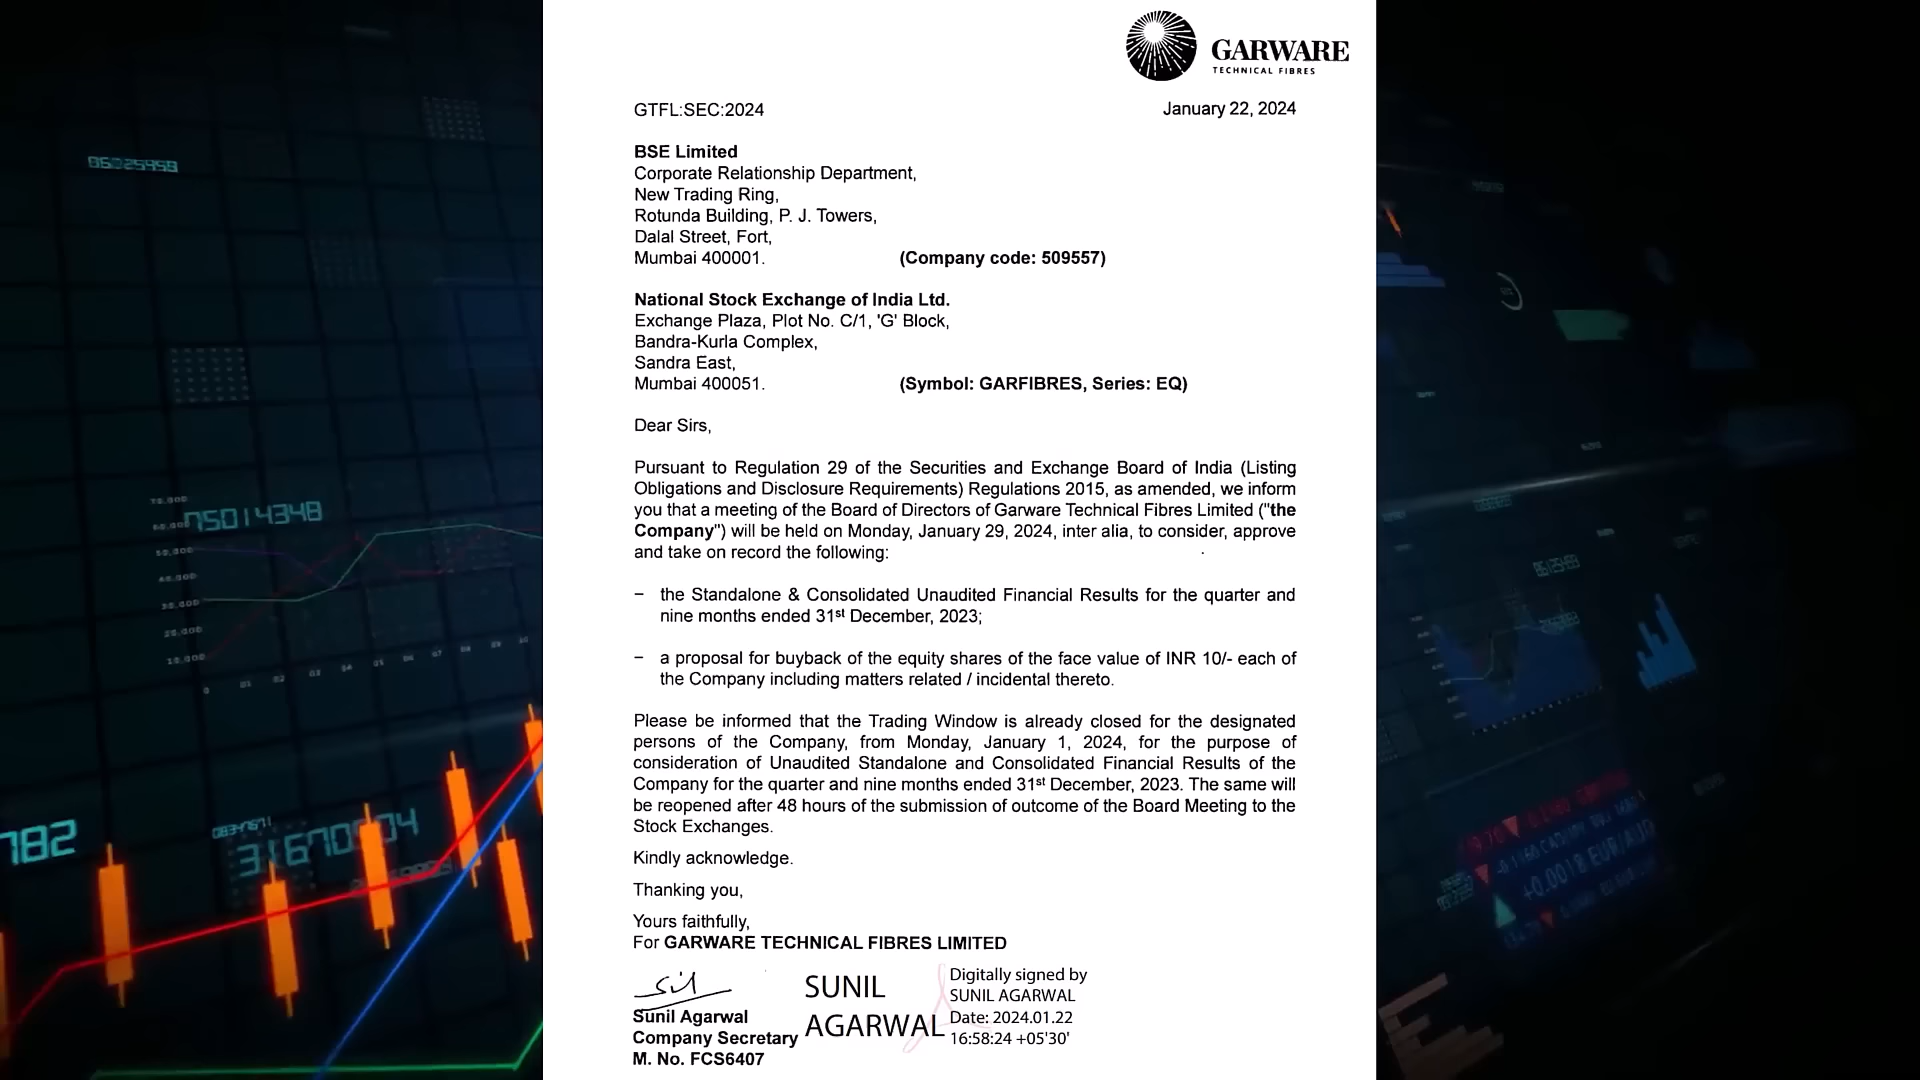 GARWARE
TECHNICAL FIBRES
GTFL:SEC:2024
January 22, 2024
BSE Limited
Corporate Relationship Department,
New Trading Ring,
Rotunda Building, P. J. Towers,
Dalal Street, Fort,
Mumbai 400001.
(Company code: 509557)
National Stock Exchange of India Ltd.
Exchange Plaza, Plot No. C/1, 'G' Block,
Bandra-Kurla Complex,
Sandra East,
Mumbai 400051.
(Symbol: GARFIBRES, Series: EQ)
Dear Sirs,
Pursuant to Regulation 29 of the Securities and Exchange Board of India (Listing
Obligations and Disclosure Requirements) Regulations 2015, as amended, we inform
you that a meeting of the Board of Directors of Garware Technical Fibres Limited ("the
Company") will be held on Monday, January 29, 2024, inter alia, to consider, approve
and take on record the following:
– the Standalone & Consolidated Unaudited Financial Results for the quarter and
nine months ended 31st December, 2023;
– a proposal for buyback of the equity shares of the face value of INR 10/- each of
the Company including matters related / incidental thereto.
Please be informed that the Trading Window is already closed for the designated
persons of the Company, from Monday, January 1, 2024, for the purpose of
consideration of Unaudited Standalone and Consolidated Financial Results of the
Company for the quarter and nine months ended 31st December, 2023. The same will
be reopened after 48 hours of the submission of outcome of the Board Meeting to the
Stock Exchanges.
Kindly acknowledge.
Thanking you,
Yours faithfully,
For GARWARE TECHNICAL FIBRES LIMITED
Sunil Agarwal
Company Secretary
M. No. FCS6407
SUNIL
AGARWAL
Digitally signed by
SUNIL AGARWAL
Date: 2024.01.22
16:58:24 +05'30'
75014348
782